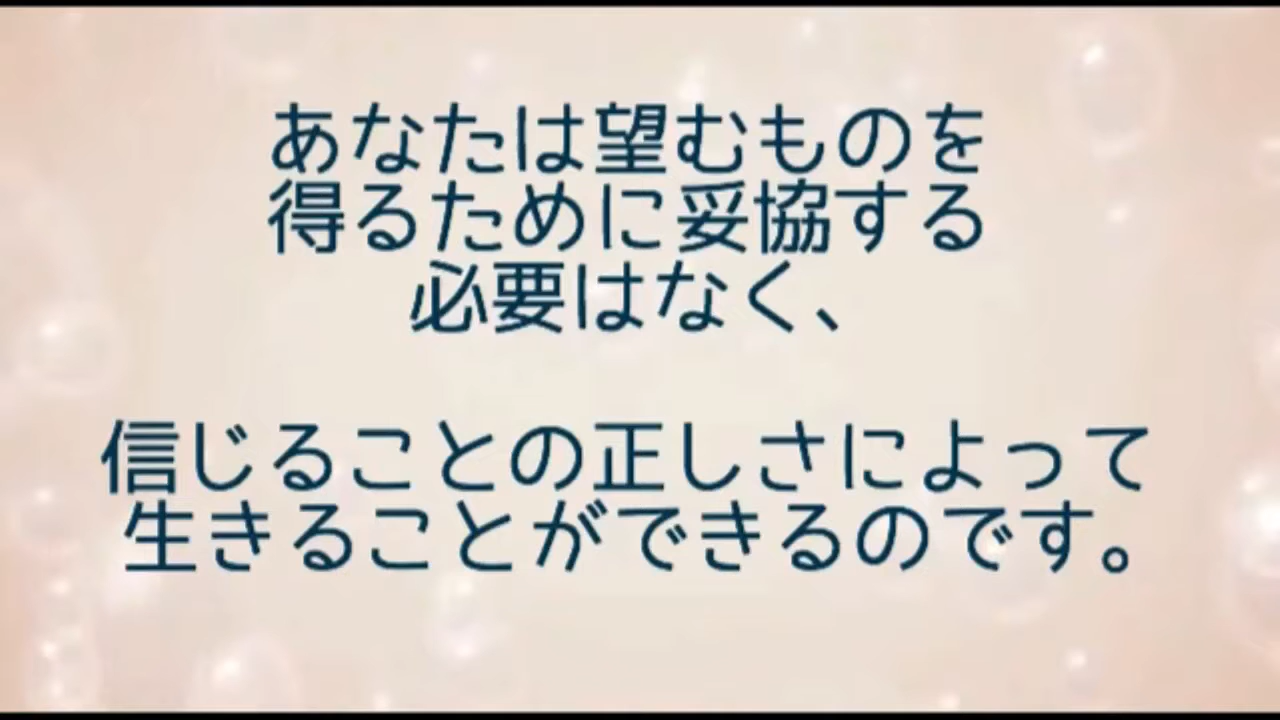 あなたは望むものを
得るために妥協する
必要はなく、
信じることの正しさによって
生きることができるのです。